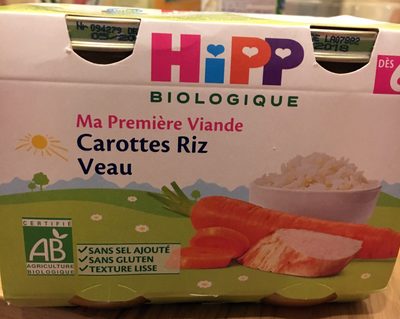 HiPP
BIOLOGIQUE
DÈS
6
Ma Première Viande
Carottes Riz
Veau
CERTIFIÉ
AB
AGRICULTURE
BIOLOGIQUE
SANS SEL AJOUTÉ
SANS GLUTEN
TEXTURE LISSE